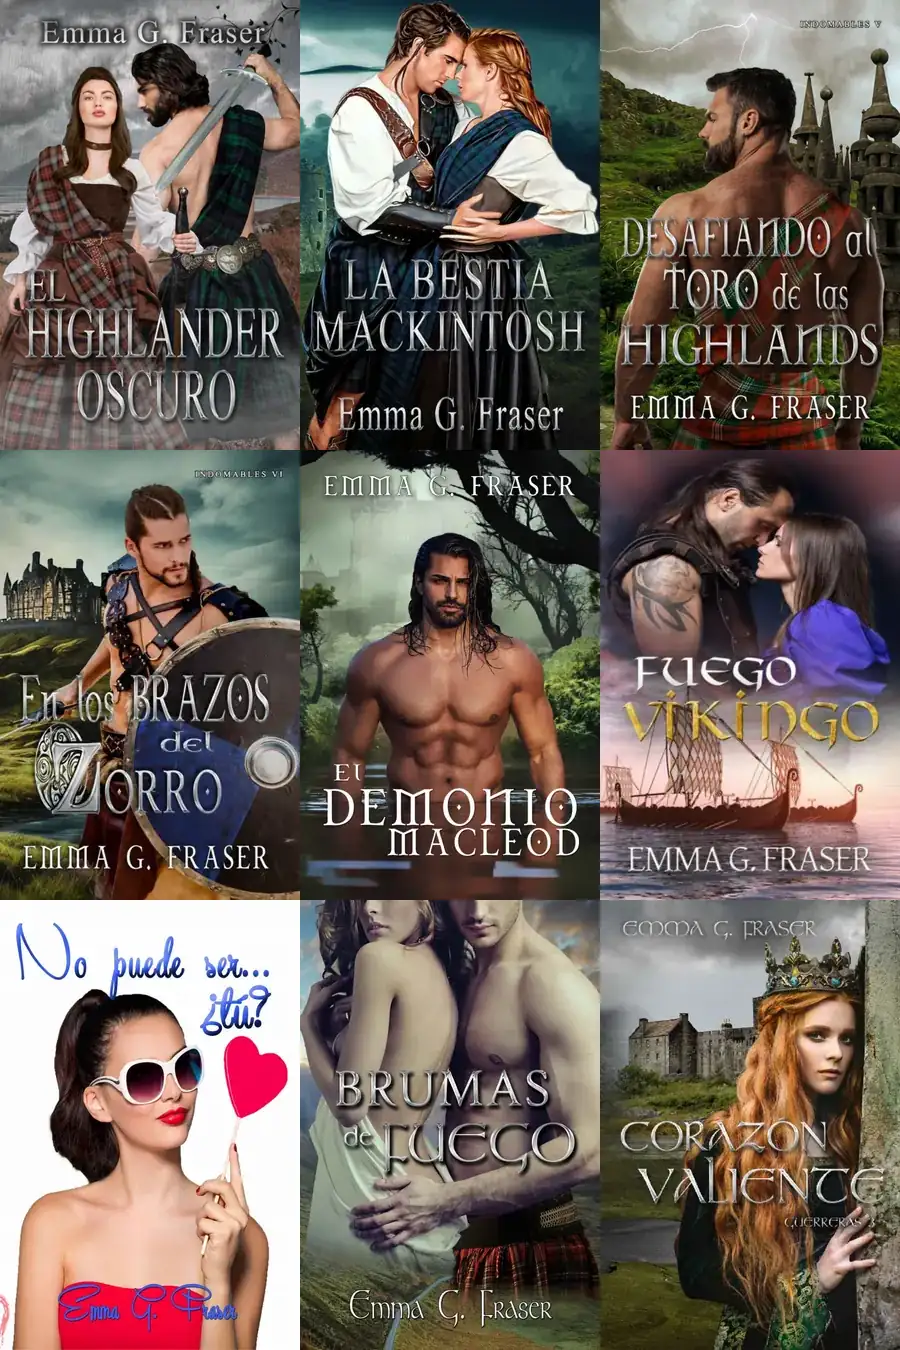 Emma G. Fraser
EL
HIGHLANDER
OSCURO
LA BESTIA
MACKINTOSH
Emma G. Fraser
INDOMABLES V
DESAFIANDO al
TORO de las
HIGHLANDS
EMMA G. FRASER
INDOMABLES VI
En los BRAZOS
del
ZORRO
EMMA G. FRASER
EMMA G. FRASER
El
DEMONIO
MACLEOD
FUEGO
VIKINGO
EMMA G. FRASER
No puede ser...
¿tú?
Emma G. Fraser
BRUMAS
de FUEGO
Emma G. Fraser
EMMA G. FRASER
CORAZÓN
VALIENTE
GUERRERAS 3